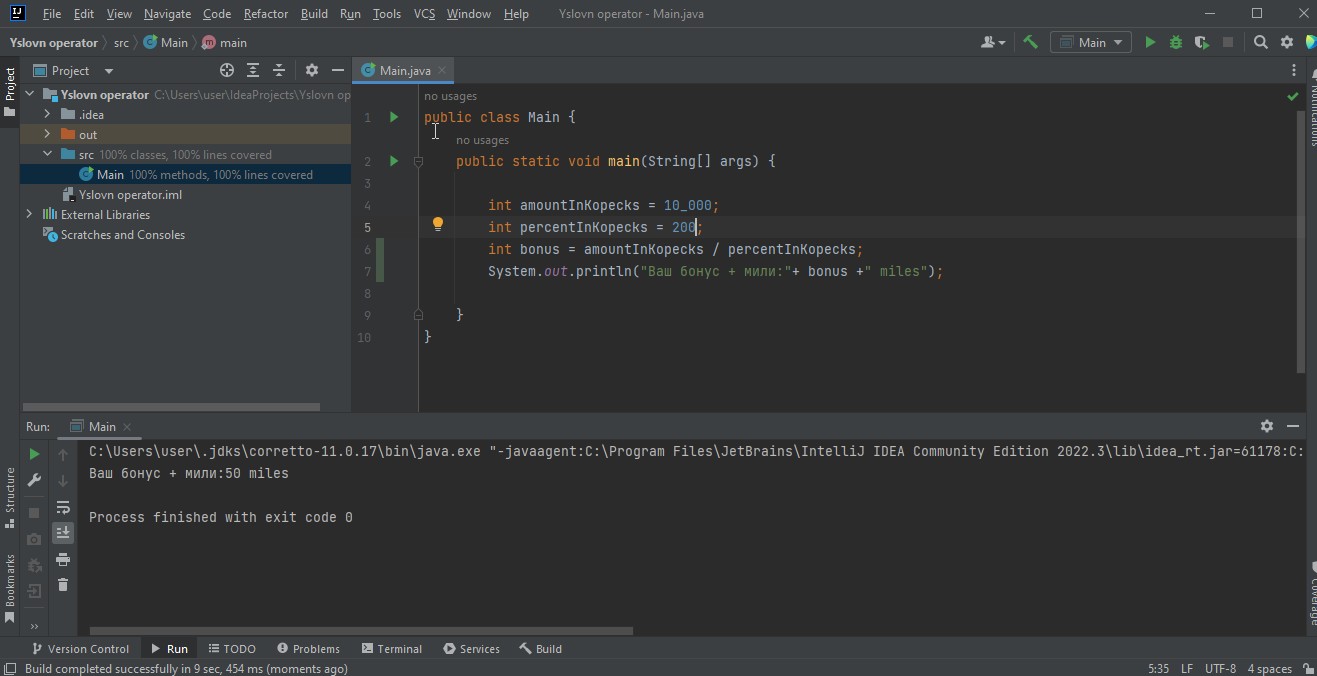 File Edit View Navigate Code Refactor Build Run Tools VCS Window Help Yslovn operator - Main.java
Yslovn operator src Main main Main
Project Main.java
Project
Yslovn operator C:\Users\user\IdeaProjects\Yslovn op
.idea
out
src 100% classes, 100% lines covered
Main 100% methods, 100% lines covered
Yslovn operator.iml
External Libraries
Scratches and Consoles
no usages
1 public class Main {
no usages
2 public static void main(String[] args) {
3
4 int amountInKopecks = 10_000;
5 int percentInKopecks = 200;
6 int bonus = amountInKopecks / percentInKopecks;
7 System.out.println("Ваш бонус + мили:"+ bonus +" miles");
8
9 }
10 }
Notifications
Run: Main
C:\Users\user\.jdks\corretto-11.0.17\bin\java.exe "-javaagent:C:\Program Files\JetBrains\IntelliJ IDEA Community Edition 2022.3\lib\idea_rt.jar=61178:C:
Ваш бонус + мили:50 miles
Process finished with exit code 0
Structure
Bookmarks
Coverage
Version Control Run TODO Problems Terminal Services Build
Build completed successfully in 9 sec, 454 ms (moments ago) 5:35 LF UTF-8 4 spaces